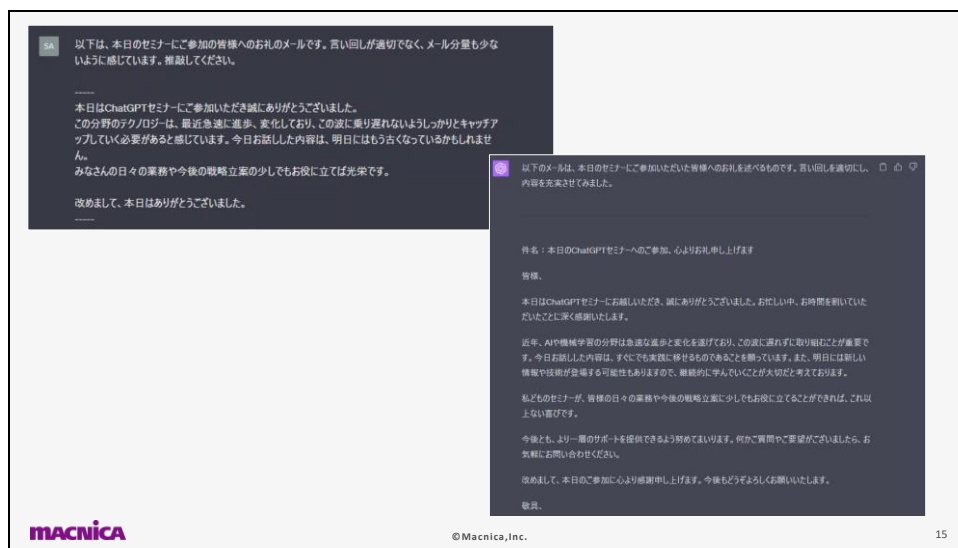 SA
以下は、本日のセミナーにご参加の皆様へのお礼のメールです。言い回しが適切でなく、メール分量も少な
いように感じています。推敲してください。
-----
本日はChatGPTセミナーにご参加いただき誠にありがとうございました。
この分野のテクノロジーは、最近急速に進歩、変化しており、この波に乗り遅れないようしっかりとキャッチア
ップしていく必要があると感じています。今日お話しした内容は、明日にはもう古くなっているかもしれませ
ん。
みなさんの日々の業務や今後の戦略立案の少しでもお役に立てば光栄です。
改めまして、本日はありがとうございました。
-----
以下のメールは、本日のセミナーにご参加いただいた皆様へのお礼を述べるものです。言い回しを適切にし、
内容を充実させてみました。
件名：本日のChatGPTセミナーへのご参加、心よりお礼申し上げます
皆様、
本日はChatGPTセミナーにお越しいただき、誠にありがとうございました。お忙しい中、お時間を割いていた
だいたことに深く感謝いたします。
近年、AIや機械学習の分野は急速な進歩と変化を遂げており、この波に遅れずに取り組むことが重要で
す。今日お話しした内容は、すぐにでも実践に移せるものであることを願っています。また、明日には新しい
情報や技術が登場する可能性もありますので、継続的に学んでいくことが大切だと考えております。
私どものセミナーが、皆様の日々の業務や今後の戦略立案に少しでもお役に立てることができれば、これ以
上ない喜びです。
今後とも、より一層のサポートを提供できるよう努めてまいります。何かご質問やご要望がございましたら、お
気軽にお問い合わせください。
改めまして、本日のご参加に心より感謝申し上げます。今後もどうぞよろしくお願いいたします。
敬具、
macnica
©Macnica,Inc.
15